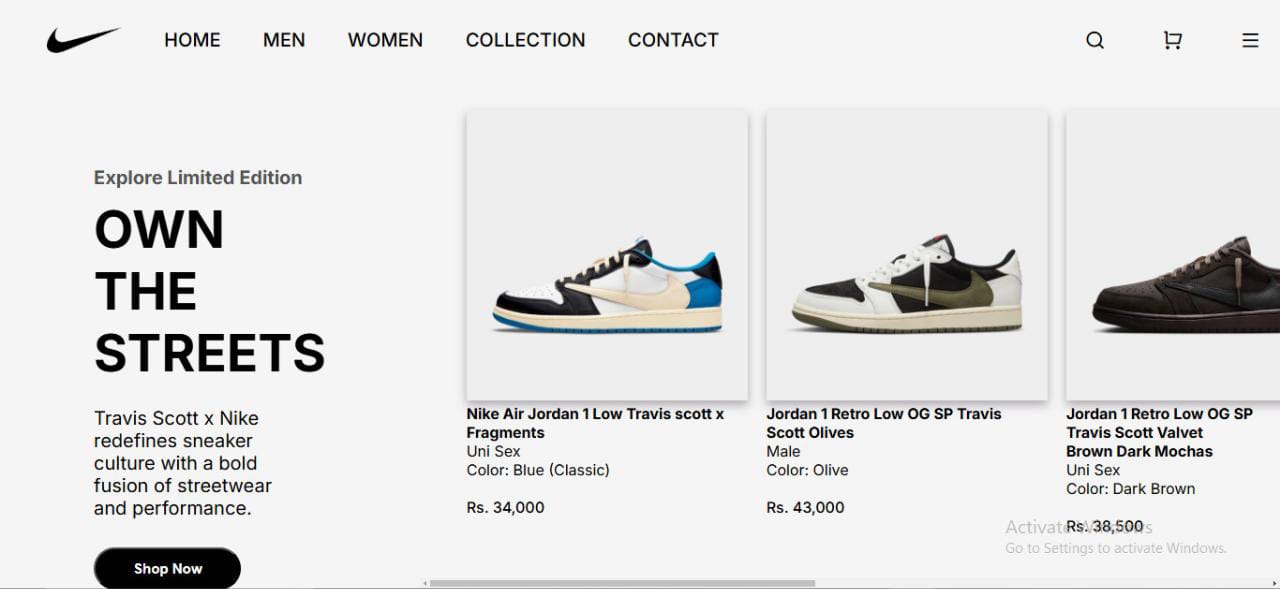 HOME MEN WOMEN COLLECTION CONTACT
Explore Limited Edition
OWN
THE
STREETS
Travis Scott x Nike
redefines sneaker
culture with a bold
fusion of streetwear
and performance.
Shop Now
Nike Air Jordan 1 Low Travis scott x
Fragments
Uni Sex
Color: Blue (Classic)
Rs. 34,000
Jordan 1 Retro Low OG SP Travis
Scott Olives
Male
Color: Olive
Rs. 43,000
Jordan 1 Retro Low OG SP
Travis Scott Valvet
Brown Dark Mochas
Uni Sex
Color: Dark Brown
Rs. 38,500
Activate Windows
Go to Settings to activate Windows.